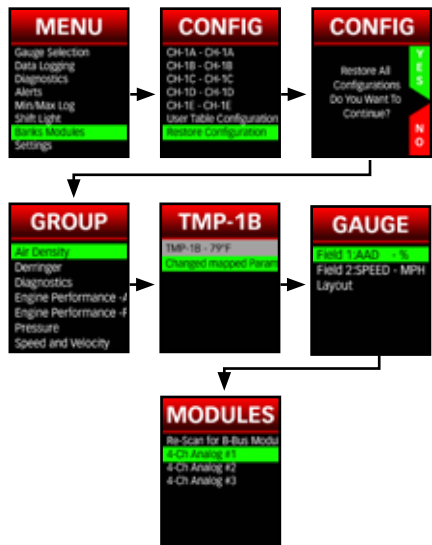 MENU
Gauge Selection
Data Logging
Diagnostics
Alerts
Min/Max Log
Shift Light
Banks Modules
Settings
CONFIG
CH-1A - CH-1A
CH-1B - CH-1B
CH-1C - CH-1C
CH-1D - CH-1D
CH-1E - CH-1E
User Table Configuration
Restore Configuration
CONFIG
Restore All
Configurations
Do You Want To
Continue?
YES
NO
GROUP
Air Density
Derringer
Diagnostics
Engine Performance -A
Engine Performance -F
Pressure
Speed and Velocity
TMP-1B
TMP-1B - 79°F
Changed mapped Param
GAUGE
Field 1:AAD - %
Field 2:SPEED - MPH
Layout
MODULES
Re-Scan for B-Bus Modul
4-Ch Analog #1
4-Ch Analog #2
4-Ch Analog #3